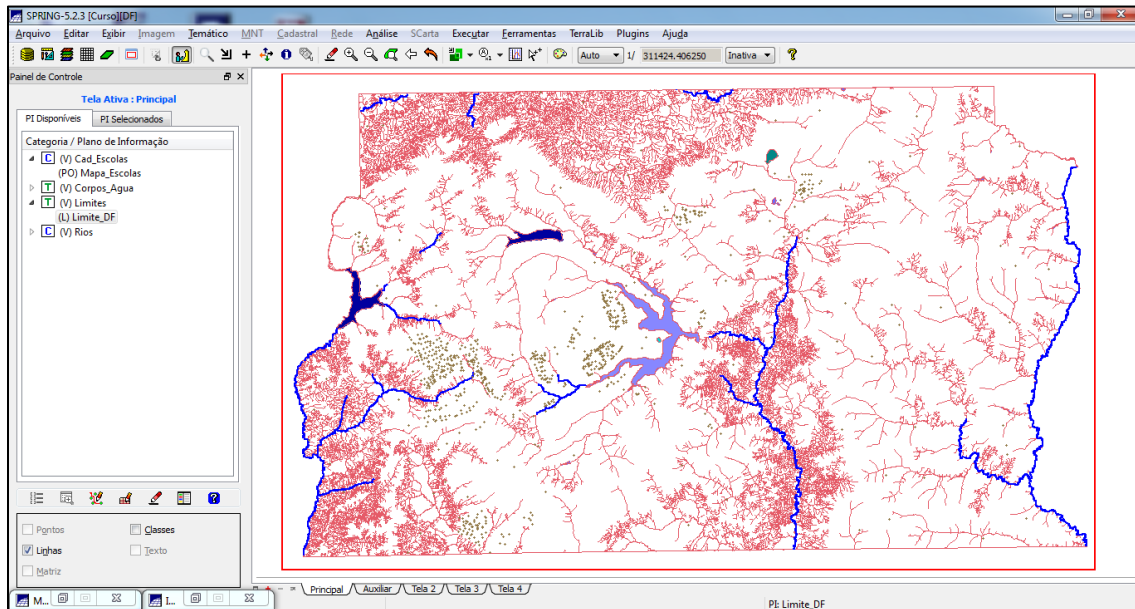 SPRING-5.2.3 [Curso][DF]
Arquivo Editar Exibir Imagem Temático MNT Cadastral Rede Análise SCarta Executar Ferramentas TerraLib Plugins Ajuda
Auto 1/ 311424.406250 Inativa
Painel de Controle
Tela Ativa : Principal
PI Disponíveis PI Selecionados
Categoria / Plano de Informação
C (V) Cad_Escolas
(PO) Mapa_Escolas
T (V) Corpos_Agua
T (V) Limites
(L) Limite_DF
C (V) Rios
Pontos Classes
Linhas Texto
Matriz
Principal Auxiliar Tela 2 Tela 3 Tela 4
M... I...
PI: Limite_DF